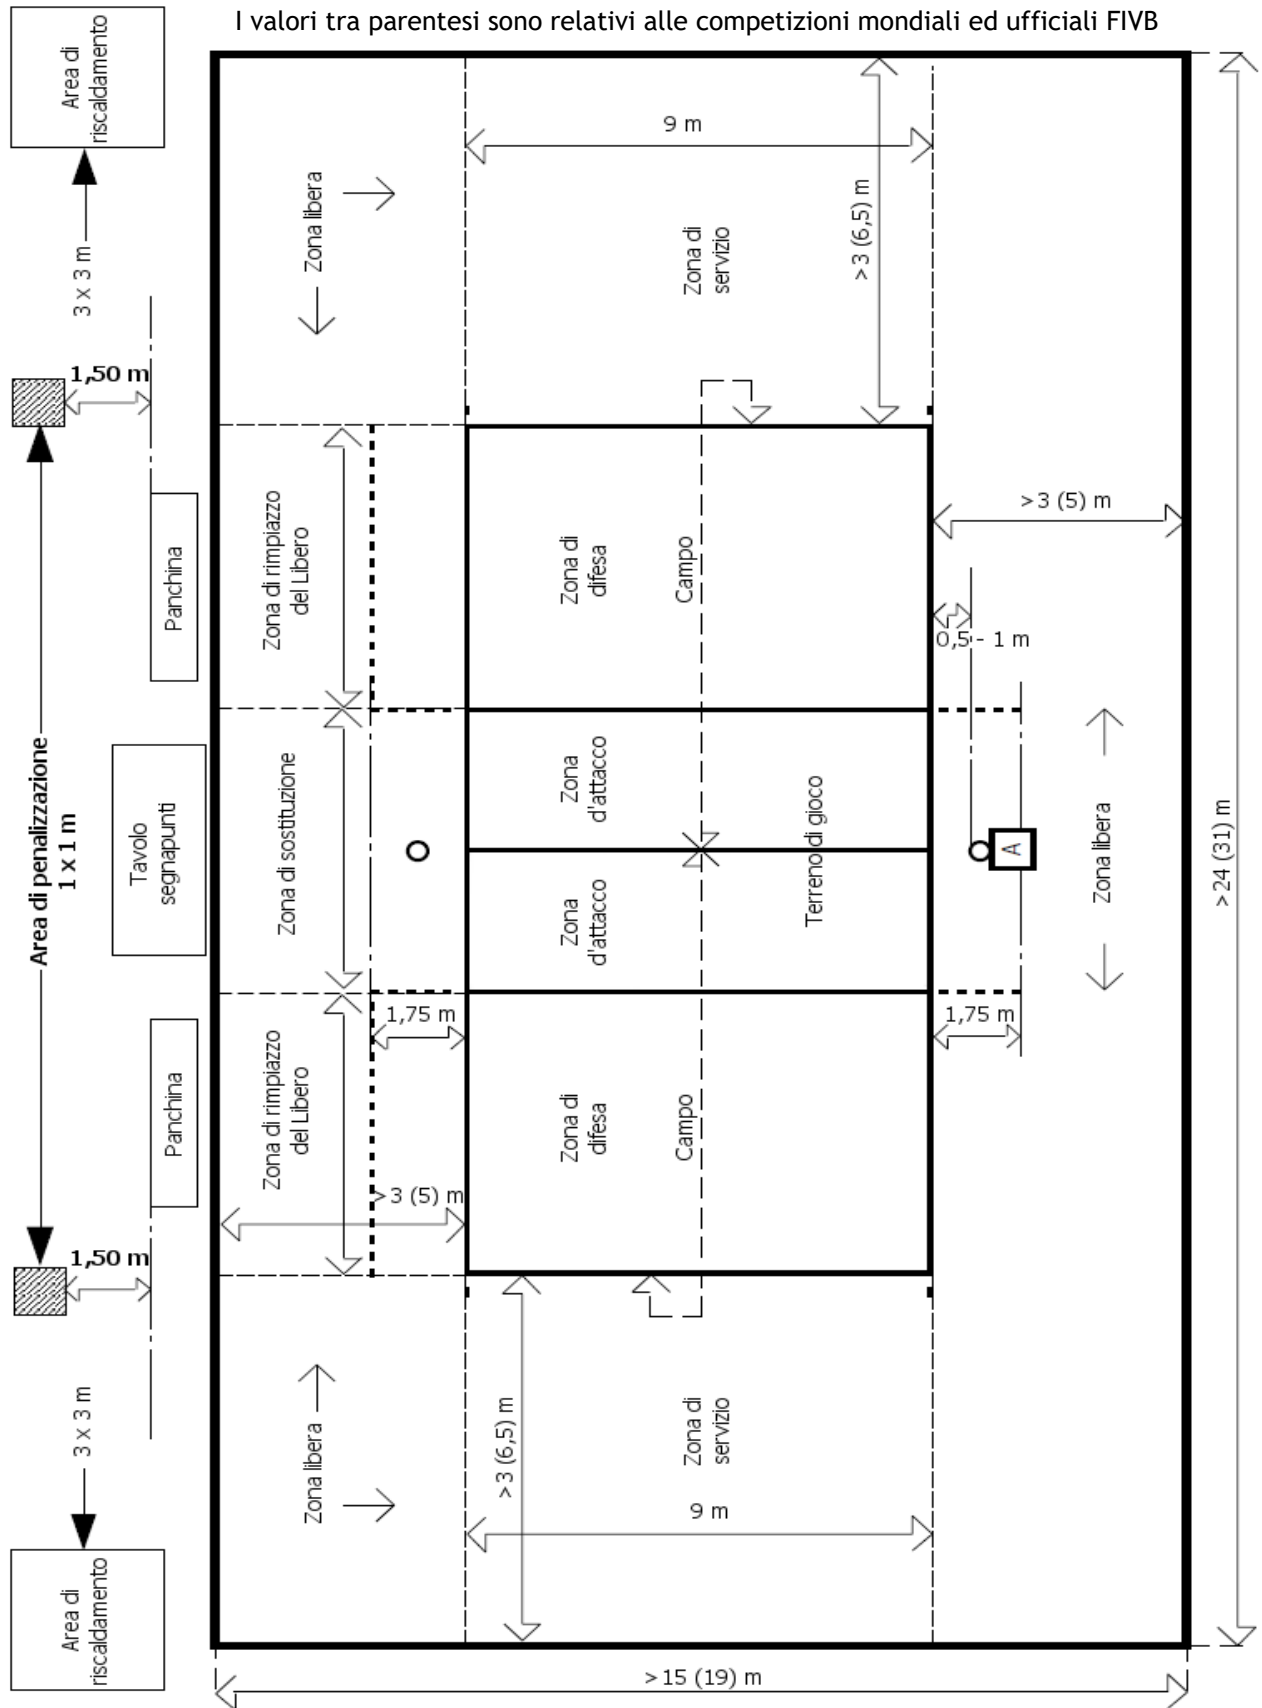 I valori tra parentesi sono relativi alle competizioni mondiali ed ufficiali FIVB
Area di
riscaldamento
3 x 3 m
1,50 m
Area di penalizzazione
1 x 1 m
1,50 m
3 x 3 m
Area di
riscaldamento
Panchina
Tavolo
segnapunti
Panchina
Zona libera
Zona di rimpiazzo
del Libero
Zona di sostituzione
Zona di rimpiazzo
del Libero
Zona libera
9 m
>3 (6,5) m
Zona di
servizio
Zona di
difesa
Campo
Zona
d'attacco
Zona
d'attacco
Terreno di gioco
Zona di
difesa
Campo
1,75 m
>3 (5) m
>3 (6,5) m
Zona di
servizio
9 m
>3 (5) m
0,5 - 1 m
A
Zona libera
1,75 m
>24 (31) m
>15 (19) m